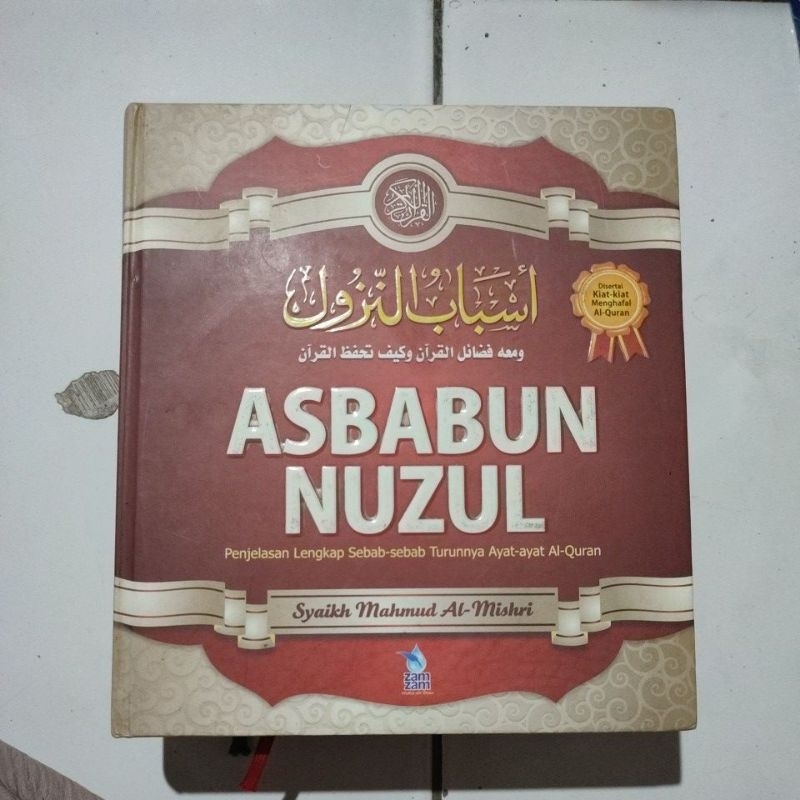 القرآن الكريم
أسباب النزول
ومعه فضائل القرآن وكيف تحفظ القرآن
Disertai
Kiat-kiat
Menghafal
Al-Quran
ASBABUN
NUZUL
Penjelasan Lengkap Sebab-sebab Turunnya Ayat-ayat Al-Quran
Syaikh Mahmud Al-Mishri
zam
zam